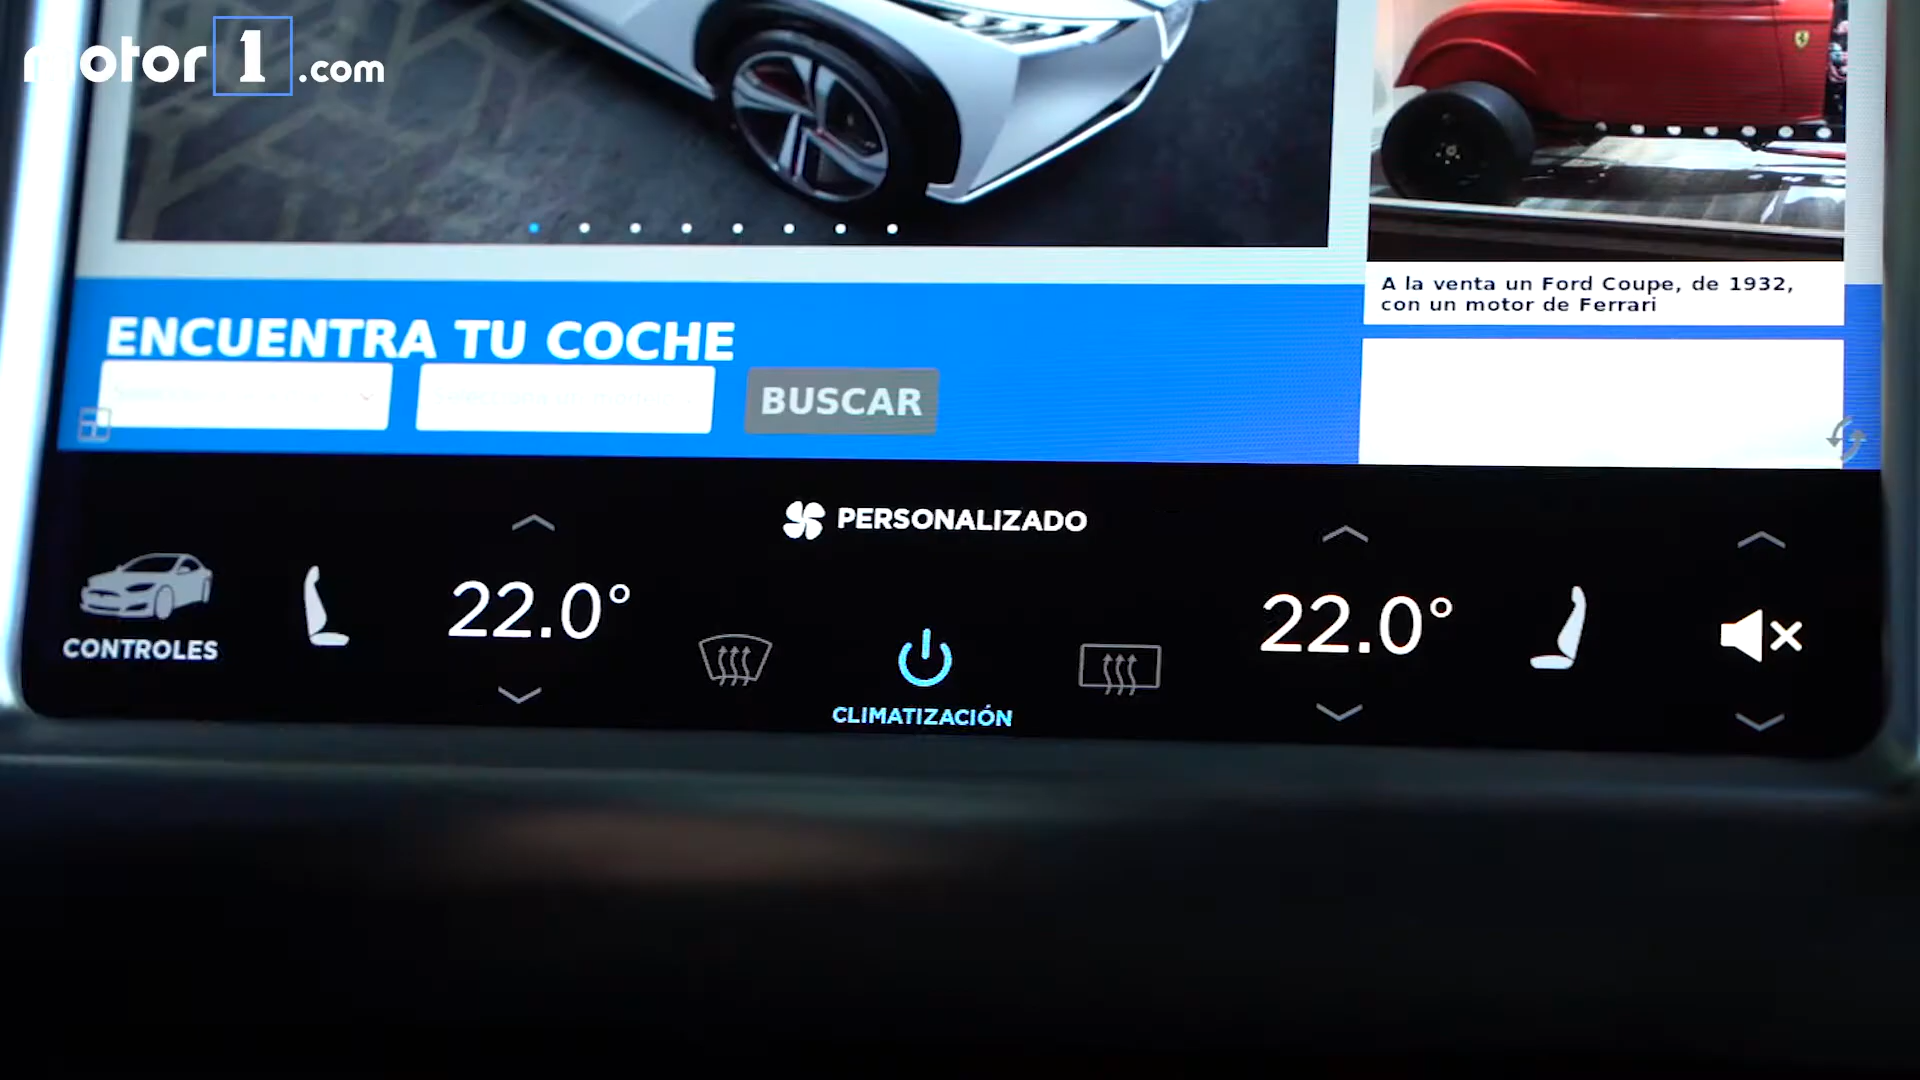 motor1.com
A la venta un Ford Coupe, de 1932,
con un motor de Ferrari
ENCUENTRA TU COCHE
BUSCAR
PERSONALIZADO
22.0°
22.0°
CONTROLES
CLIMATIZACIÓN